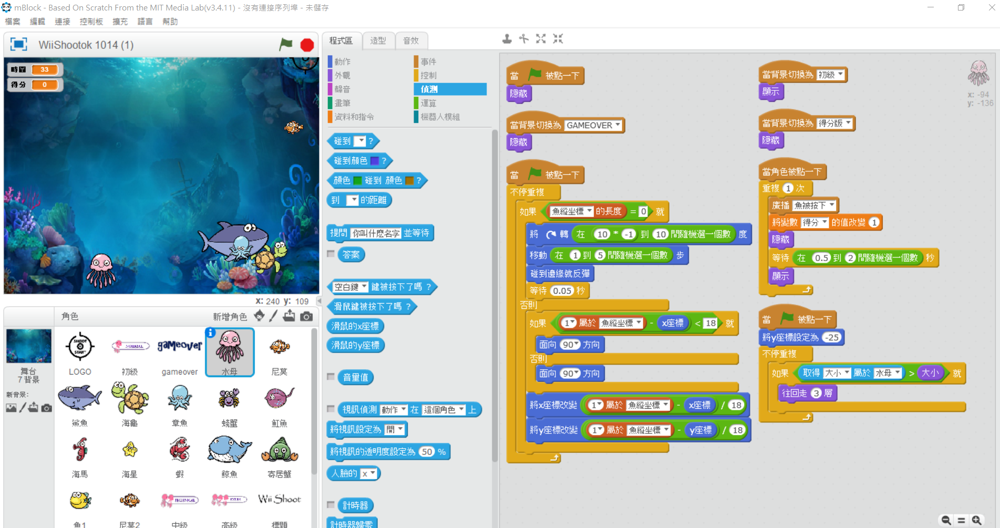 mBlock - Based On Scratch From the MIT Media Lab(v3.4.11) - 沒有連接序列埠 - 未儲存
檔案 編輯 連接 控制板 擴充 語言 幫助
WiiShootok 1014 (1)
時間 33
得分 0
x: 240 y: 109
角色
新增角色
舞台
7 背景
新背景:
SHOOT
START
LOGO
初級
gameover
gameover
水母
尼莫
鯊魚
海龜
章魚
螃蟹
魟魚
海馬
海星
蝦
鯨魚
寄居蟹
魚1
尼莫2
TECHNICAL
中級
高級
Wii Shoot
標題
程式區
造型
音效
動作
外觀
聲音
畫筆
資料和指令
事件
控制
偵測
運算
機器人模組
碰到 ?
碰到顏色 ?
顏色 碰到 顏色 ?
到 的距離
提問 你叫什麼名字 並等待
答案
空白鍵 鍵被按下了嗎 ?
滑鼠鍵被按下了嗎 ?
滑鼠的x座標
滑鼠的y座標
音量值
視訊偵測 動作 在 這個角色 上
將視訊設定為 開
將視訊的透明度設定為 50 %
人臉的 x
計時器
計時器歸零
當 被點一下
隱藏
當背景切換為 GAMEOVER
隱藏
當 被點一下
不停重複
如果 魚縱坐標 的長度 = 0 就
將 轉 在 10 * -1 到 10 間隨機選一個數 度
移動 在 1 到 5 間隨機選一個數 步
碰到邊緣就反彈
等待 0.05 秒
否則
如果 1 屬於 魚縱坐標 - x座標 < 18 就
面向 90 方向
否則
面向 90 方向
將x座標改變 1 屬於 魚縱坐標 - x座標 / 18
將y座標改變 1 屬於 魚縱坐標 - y座標 / 18
當背景切換為 初級
顯示
當背景切換為 得分版
隱藏
當角色被點一下
重複 1 次
廣播 魚被按下
將變數 得分 的值改變 1
隱藏
等待 在 0.5 到 2 間隨機選一個數 秒
顯示
當 被點一下
將y座標設定為 -25
不停重複
如果 取得 大小 屬於 水母 > 大小 就
往回走 3 層
x: -94
y: -136